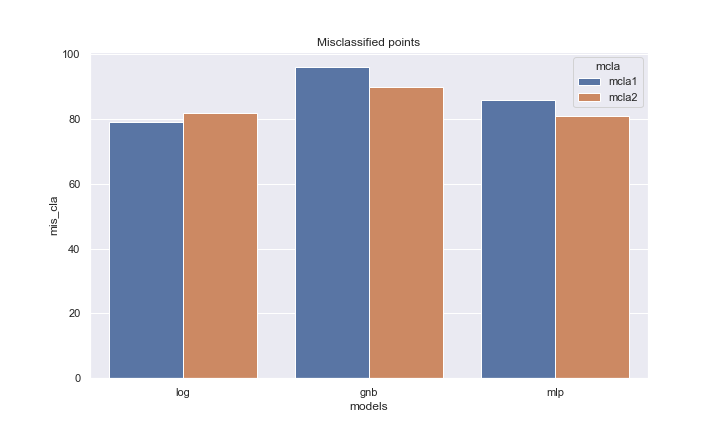 Misclassified points
100
80
60
40
20
0
mis_cla
mcla
mcla1
mcla2
log
gnb
mlp
models